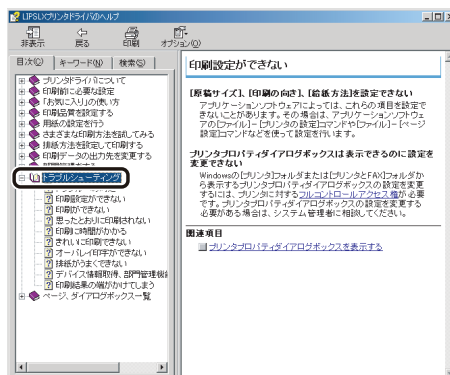 LIPSLXプリンタドライバのヘルプ
非表示 戻る 印刷 オプション(O)
目次(C) キーワード(N) 検索(S)
プリンタドライバについて
印刷前に必要な設定
「お気に入り」の使い方
印刷品質を設定する
用紙の設定を行う
さまざまな印刷方法を試してみる
排紙方法を設定して印刷する
印刷データの出力先を変更する
トラブルシューティング
印刷設定ができない
印刷ができない
思ったとおりに印刷されない
印刷に時間がかかる
きれいに印刷できない
オーバレイ印字ができない
排紙がうまくできない
デバイス情報取得、部門管理機
印刷結果の端がかけてしまう
ページ、ダイアログボックス一覧
印刷設定ができない
[原稿サイズ]、[印刷の向き]、[給紙方法]を設定できない
アプリケーションソフトウェアによっては、これらの項目を設定で
きないことがあります。その場合は、アプリケーションソフトウェ
アの[ファイル]-[プリンタの設定]コマンドや[ファイル]-[ページ
設定]コマンドなどを使って設定を行います。
プリンタプロパティダイアログボックスは表示できるのに設定を
変更できない
Windowsの[プリンタ]フォルダまたは[プリンタとFAX]フォルダか
ら表示するプリンタプロパティダイアログボックスの設定を変更
するには、プリンタに対するフルコントロールアクセス権が必要
です。プリンタプロパティダイアログボックスの設定を変更する
必要がある場合は、システム管理者に相談してください。
関連項目
プリンタプロパティダイアログボックスを表示する